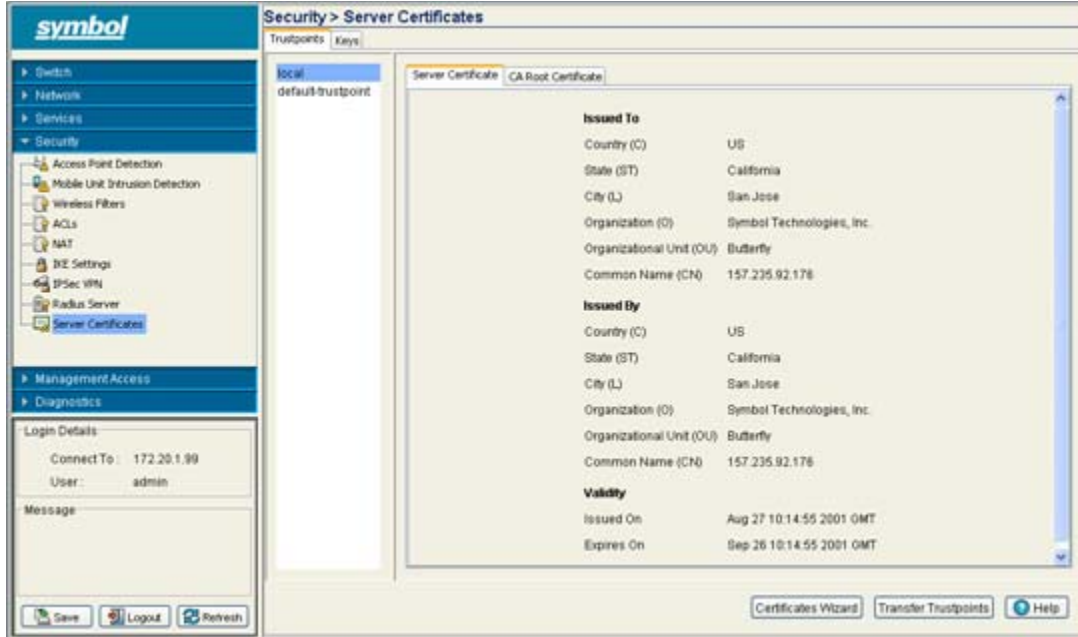 symbol
Switch
Network
Services
Security
Access Point Detection
Mobile Unit Intrusion Detection
Wireless Filters
ACLs
NAT
IKE Settings
IPSec VPN
Radius Server
Server Certificates
Management Access
Diagnostics
Login Details
Connect To : 172.20.1.99
User : admin
Message
Save Logout Refresh
Security > Server Certificates
Trustpoints Keys
local
default-trustpoint
Server Certificate CA Root Certificate
Issued To
Country (C) US
State (ST) California
City (L) San Jose
Organization (O) Symbol Technologies, Inc.
Organizational Unit (OU) Butterfly
Common Name (CN) 157.235.92.176
Issued By
Country (C) US
State (ST) California
City (L) San Jose
Organization (O) Symbol Technologies, Inc.
Organizational Unit (OU) Butterfly
Common Name (CN) 157.235.92.176
Validity
Issued On Aug 27 10:14:55 2001 GMT
Expires On Sep 26 10:14:55 2001 GMT
Certificates Wizard Transfer Trustpoints Help